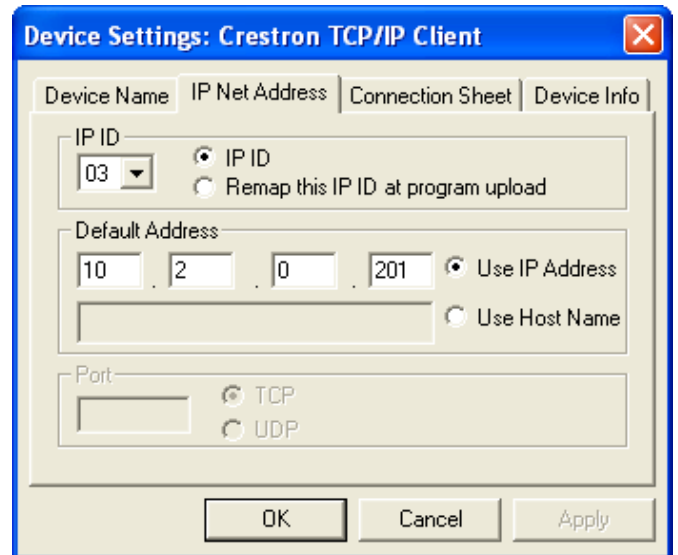 Device Settings: Crestron TCP/IP Client
Device Name IP Net Address Connection Sheet Device Info
IP ID
03 IP ID
Remap this IP ID at program upload
Default Address
10 . 2 . 0 . 201 Use IP Address
Use Host Name
Port
TCP
UDP
OK Cancel Apply